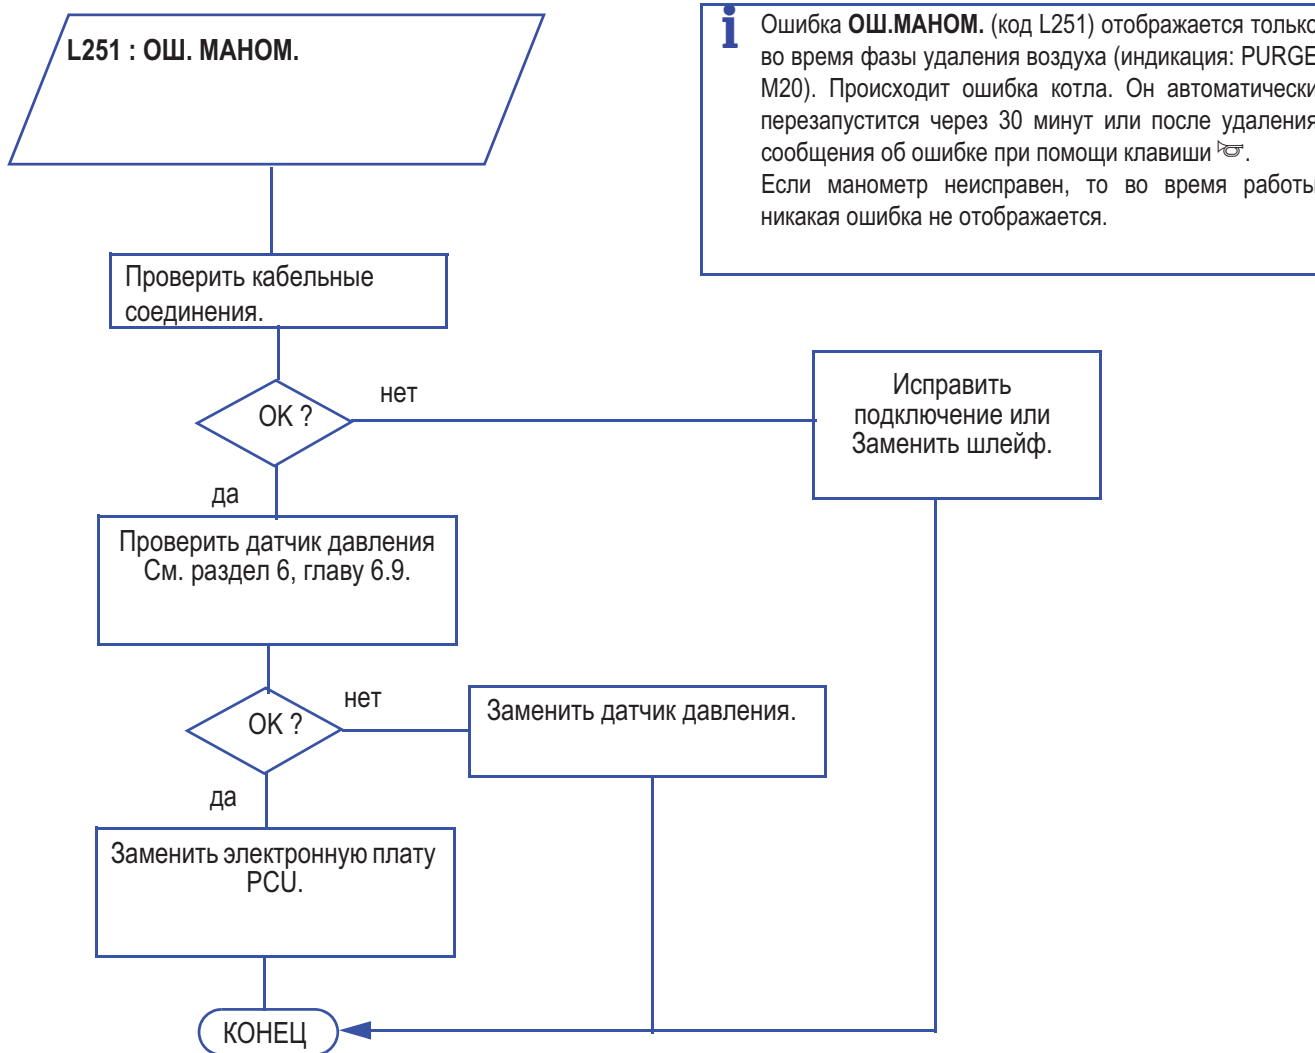 L251 : ОШ. МАНОМ.
i
Ошибка ОШ.МАНОМ. (код L251) отображается только
во время фазы удаления воздуха (индикация: PURGE
M20). Происходит ошибка котла. Он автоматически
перезапустится через 30 минут или после удаления
сообщения об ошибке при помощи клавиши .
Если манометр неисправен, то во время работы
никакая ошибка не отображается.
Проверить кабельные
соединения.
OK ?
нет
Исправить
подключение или
Заменить шлейф.
да
Проверить датчик давления
См. раздел 6, главу 6.9.
OK ?
нет
Заменить датчик давления.
да
Заменить электронную плату
PCU.
КОНЕЦ